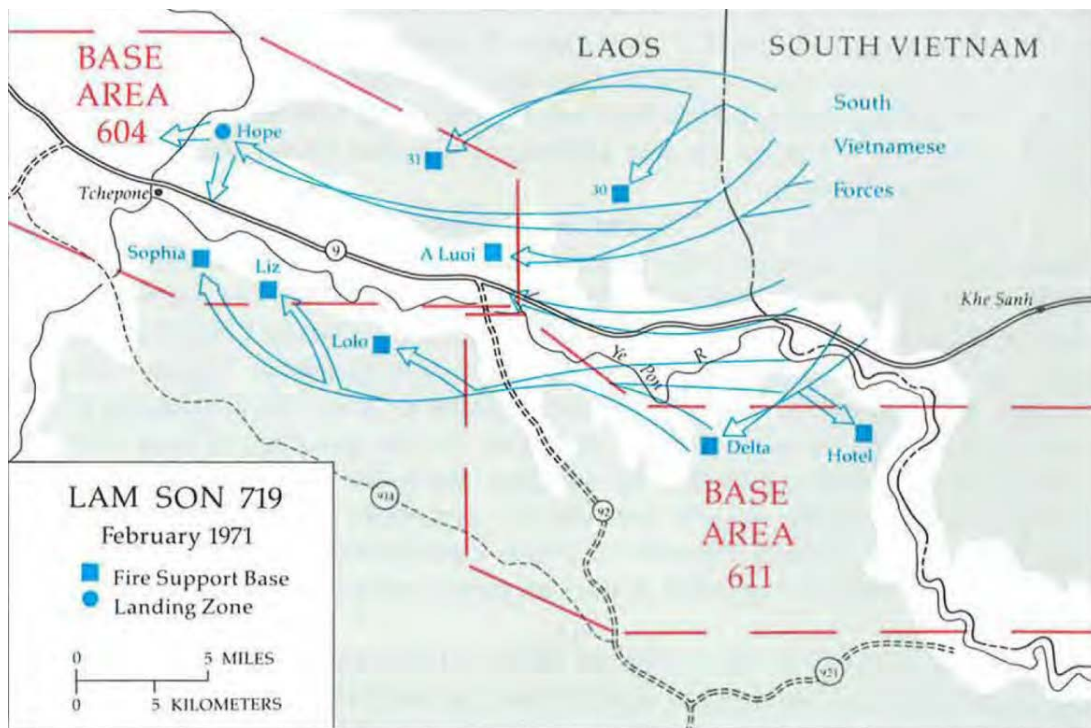 BASE
AREA
604
LAOS
SOUTH VIETNAM
South
Vietnamese
Forces
Hope
31
30
Tchepone
9
A Luoi
Sophia
Liz
Khe Sanh
Lolo
Ye Pon R
Delta
Hotel
BASE
AREA
611
914
92
921
LAM SON 719
February 1971
Fire Support Base
Landing Zone
0 5 MILES
0 5 KILOMETERS